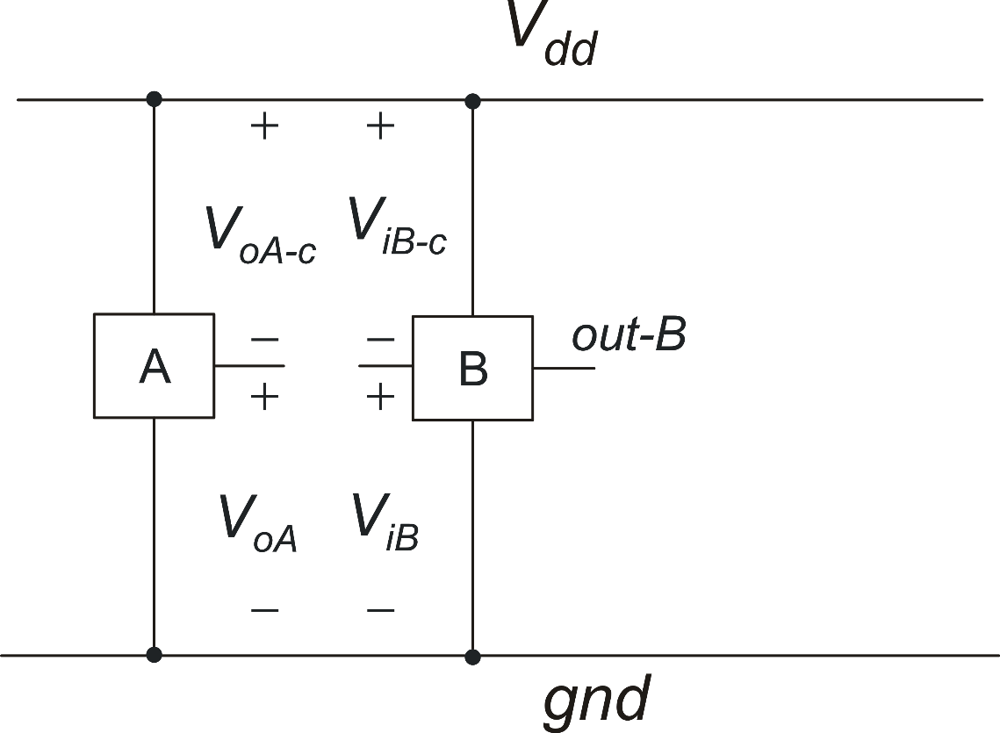 Vdd
+ +
VoA-c ViB-c
− −
A B out-B
+ +
VoA ViB
− −
gnd